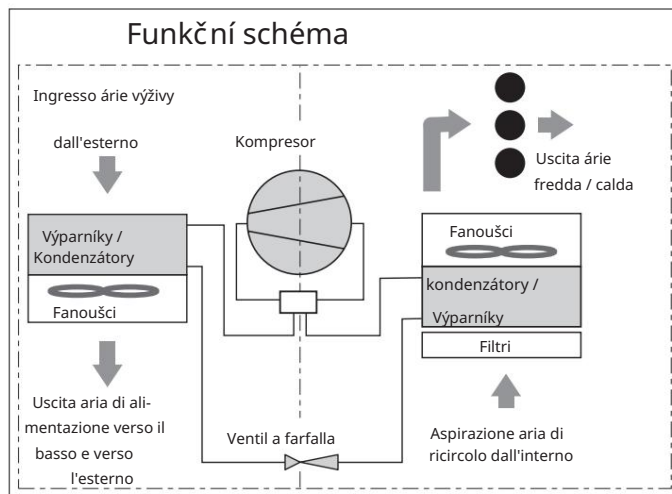 Funkční schéma
Ingresso árie výživy
dall'esterno
Kompresor
Uscita árie
fredda / calda
Výparníky /
Kondenzátory
Fanoušci
Fanoušci
kondenzátory /
Výparníky
Filtri
Uscita aria di ali-
mentazione verso il
basso e verso
l'esterno
Ventil a farfalla
Aspirazione aria di
ricircolo dall'interno